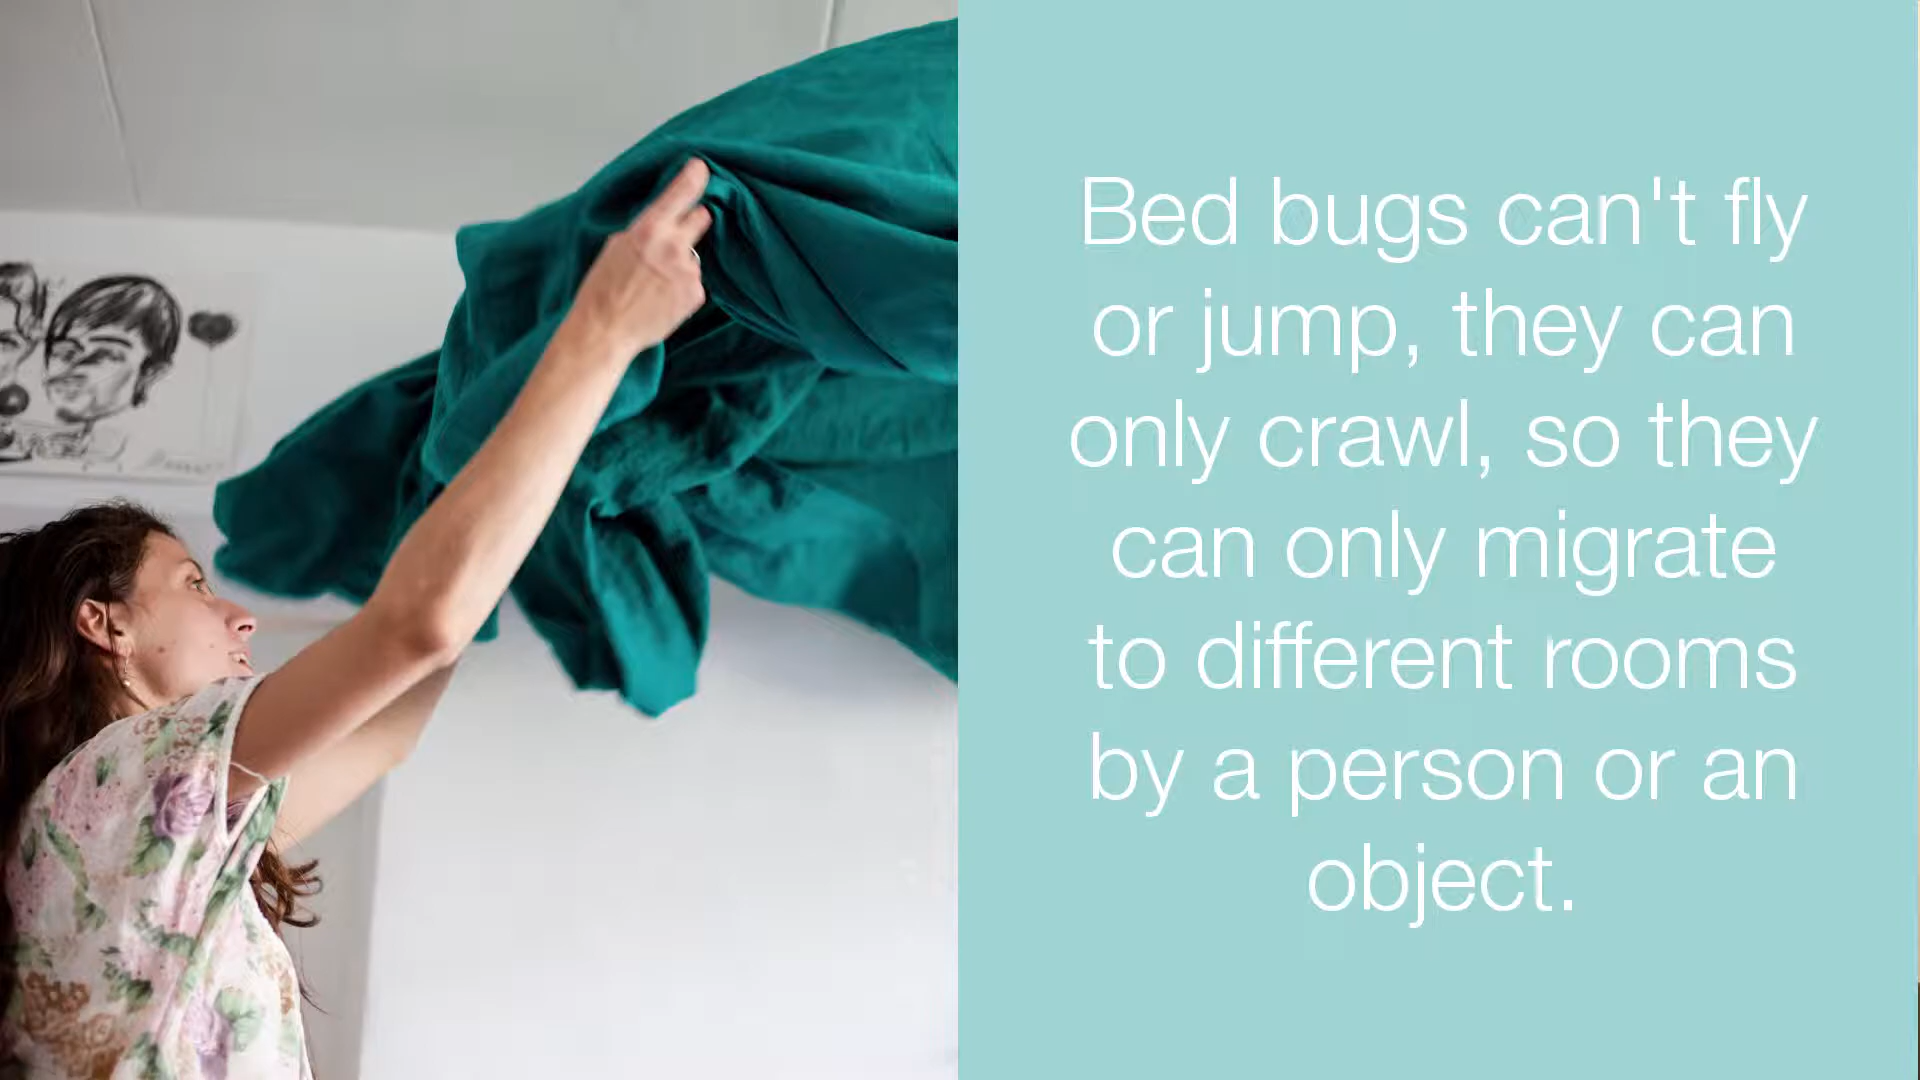 Bed bugs can't fly
or jump, they can
only crawl, so they
can only migrate
to different rooms
by a person or an
object.